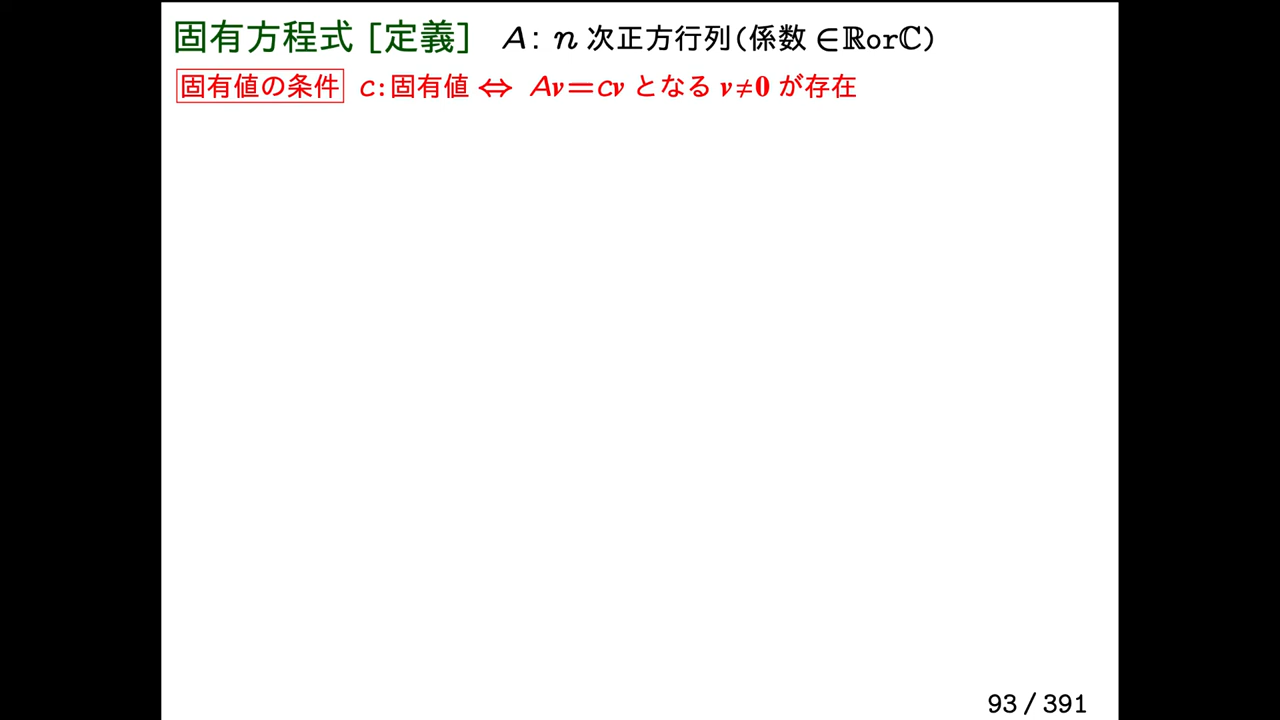 固有方程式 [定義] A: n 次正方行列(係数 ∈ℝorℂ)
固有値の条件 c:固有値 ⇔ Av=cv となる v≠0 が存在
93 / 391